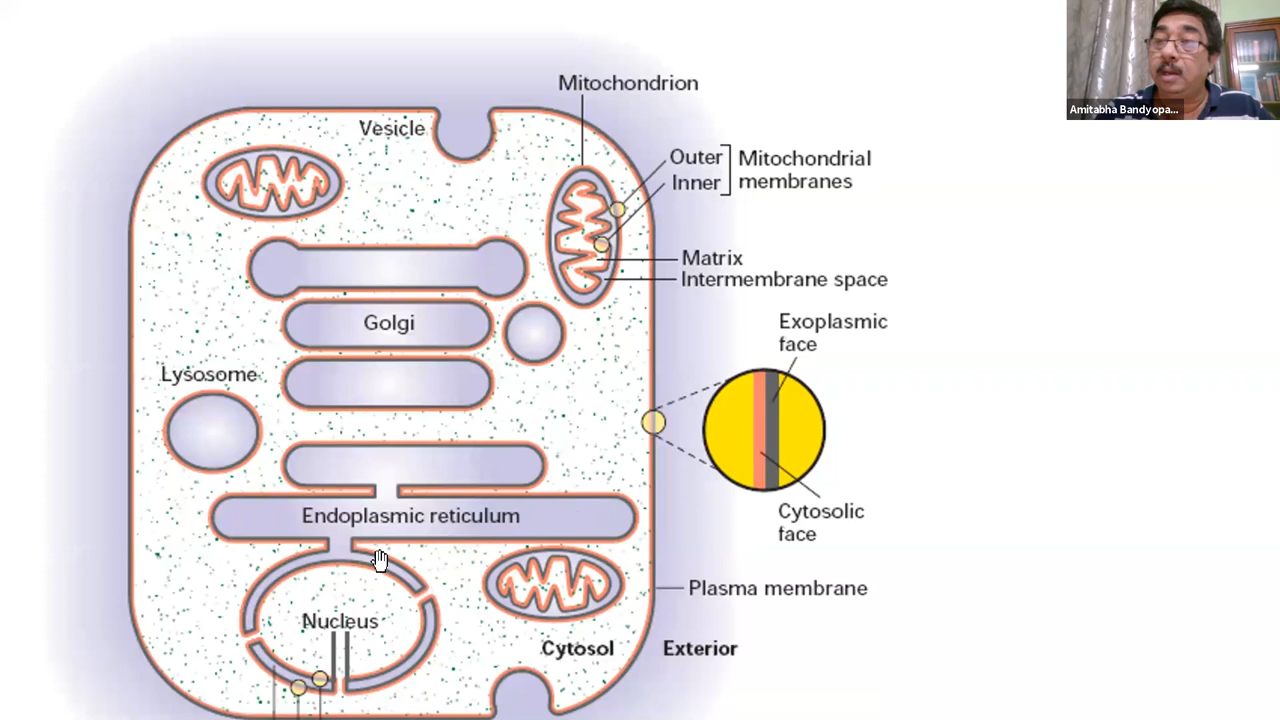 Mitochondrion
Vesicle
Outer
Inner
Mitochondrial
membranes
Matrix
Intermembrane space
Exoplasmic
face
Golgi
Lysosome
Endoplasmic reticulum
Cytosolic
face
Plasma membrane
Nucleus
Cytosol
Exterior
Amitabha Bandyopa...